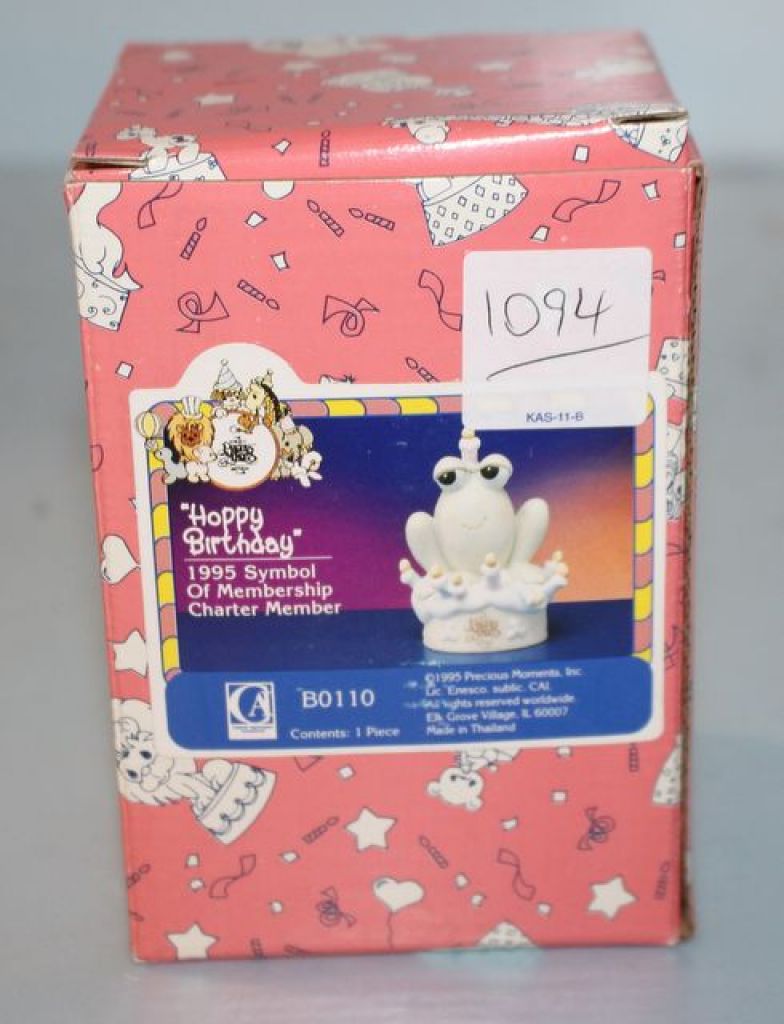 1094
KAS-11-B
"Hoppy
Birthday"
1995 Symbol
Of Membership
Charter Member
CA
B0110
Contents: 1 Piece
©1995 Precious Moments, Inc
Lic. Enesco. sublic. CAI.
All rights reserved worldwide.
Elk Grove Village, IL 60007
Made in Thailand